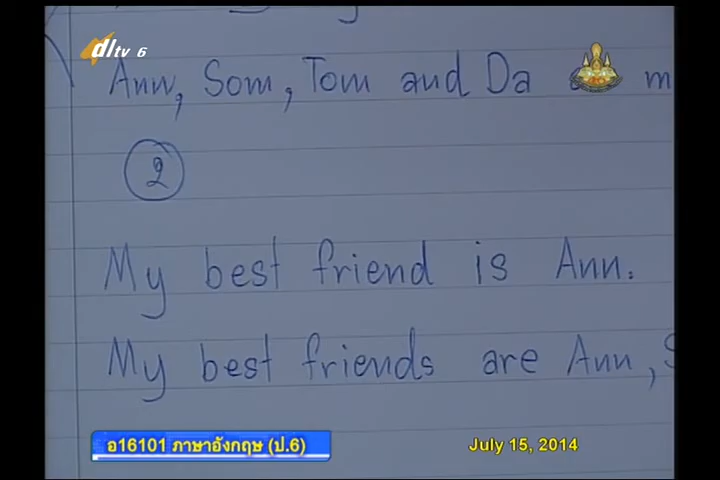 dltv 6
Ann, Som, Tom and Da
2
My best friend is Ann.
My best friends are Ann,
อ16101 ภาษาอังกฤษ (ป.6)
July 15, 2014